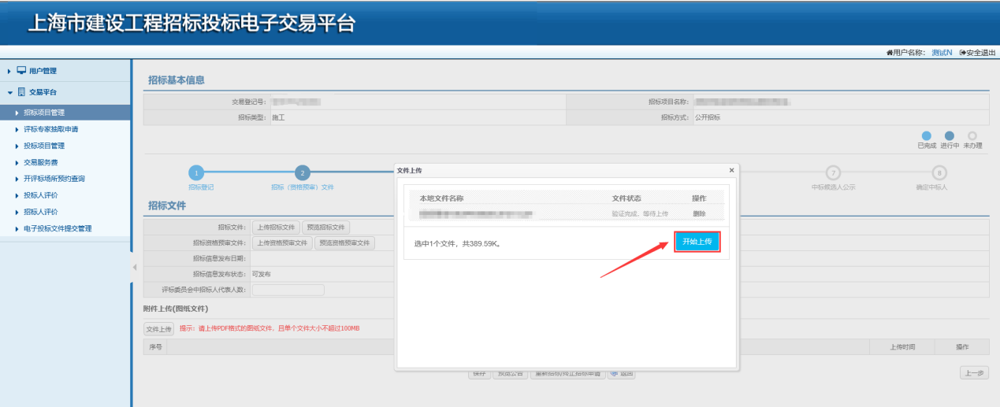 上海市建设工程招标投标电子交易平台
用户名称: 测试N 安全退出
用户管理
交易平台
招标项目管理
评标专家抽取申请
投标项目管理
交易服务费
开评标场所预约查询
投标人评价
招标人评价
电子投标文件提交管理
招标基本信息
交易登记号:
招标项目名称:
招标类型: 施工
招标方式: 公开招标
已完成 进行中 未办理
1
招标登记
2
招标（资格预审）文件
7
中标候选人公示
8
确定中标人
招标文件
招标文件: 上传招标文件 预览招标文件
招标资格预审文件: 上传资格预审文件 预览资格预审文件
招标信息发布日期:
招标信息发布状态: 可发布
评标委员会中招标人代表人数:
附件上传(图纸文件)
文件上传 提示: 请上传PDF格式的图纸文件, 且单个文件大小不超过100MB
序号 上传时间 操作
文件上传 ×
本地文件名称 文件状态 操作
验证完成、等待上传 删除
选中1个文件，共389.59K。 开始上传
保存 预览公告 重新招标/终止招标申请 返回
上一步